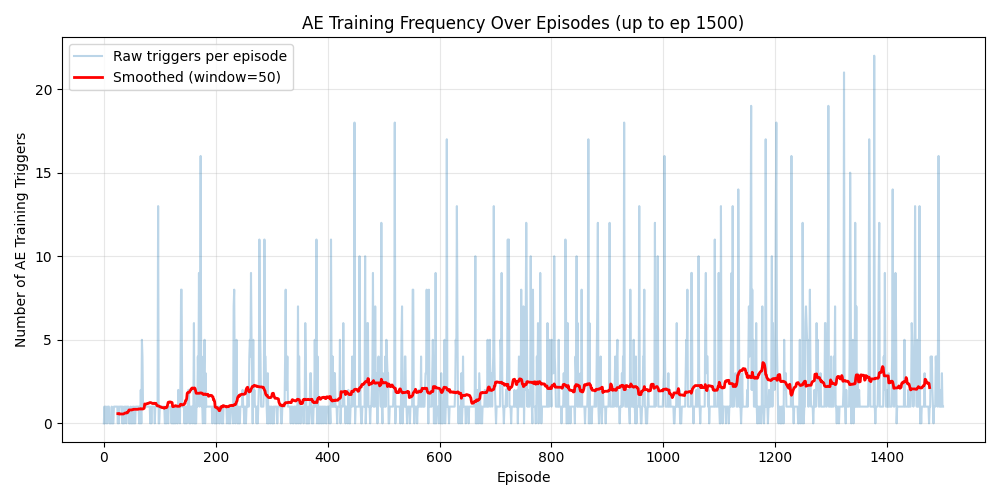 AE Training Frequency Over Episodes (up to ep 1500)
Raw triggers per episode
Smoothed (window=50)
Number of AE Training Triggers
20
15
10
5
0
0 200 400 600 800 1000 1200 1400
Episode